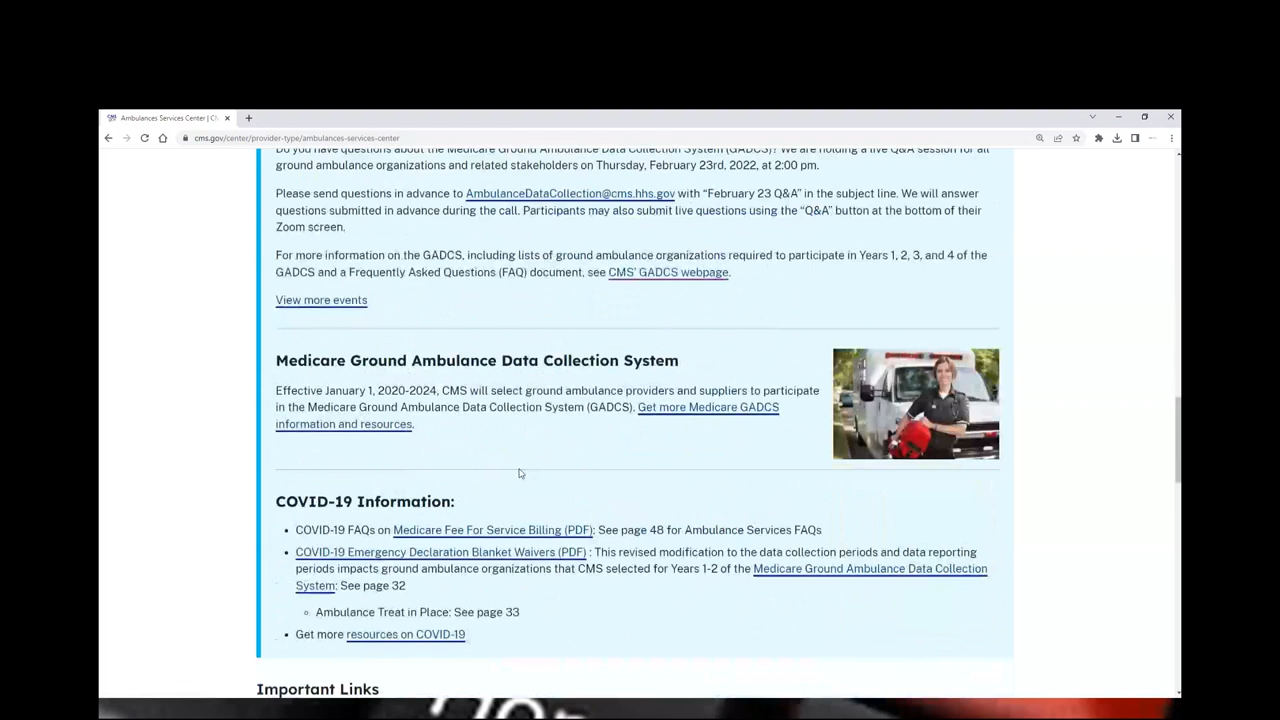 Ambulances Services Center | CM
cms.gov/center/provider-type/ambulances-services-center
Do you have questions about the Medicare Ground Ambulance Data Collection System (GADCS)? We are holding a live Q&A session for all
ground ambulance organizations and related stakeholders on Thursday, February 23rd, 2022, at 2:00 pm.
Please send questions in advance to AmbulanceDataCollection@cms.hhs.gov with “February 23 Q&A” in the subject line. We will answer
questions submitted in advance during the call. Participants may also submit live questions using the “Q&A” button at the bottom of their
Zoom screen.
For more information on the GADCS, including lists of ground ambulance organizations required to participate in Years 1, 2, 3, and 4 of the
GADCS and a Frequently Asked Questions (FAQ) document, see CMS’ GADCS webpage.
View more events
Medicare Ground Ambulance Data Collection System
Effective January 1, 2020-2024, CMS will select ground ambulance providers and suppliers to participate
in the Medicare Ground Ambulance Data Collection System (GADCS). Get more Medicare GADCS
information and resources.
COVID-19 Information:
• COVID-19 FAQs on Medicare Fee For Service Billing (PDF): See page 48 for Ambulance Services FAQs
• COVID-19 Emergency Declaration Blanket Waivers (PDF) : This revised modification to the data collection periods and data reporting
periods impacts ground ambulance organizations that CMS selected for Years 1-2 of the Medicare Ground Ambulance Data Collection
System: See page 32
◦ Ambulance Treat in Place: See page 33
• Get more resources on COVID-19
Important Links